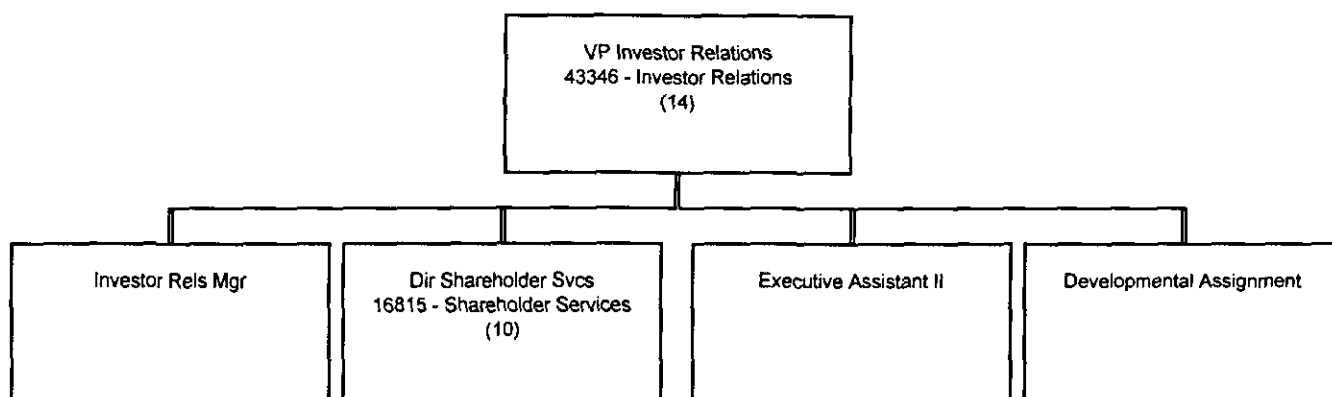 VP Investor Relations
43346 - Investor Relations
(14)
Investor Rels Mgr
Dir Shareholder Svcs
16815 - Shareholder Services
(10)
Executive Assistant II
Developmental Assignment